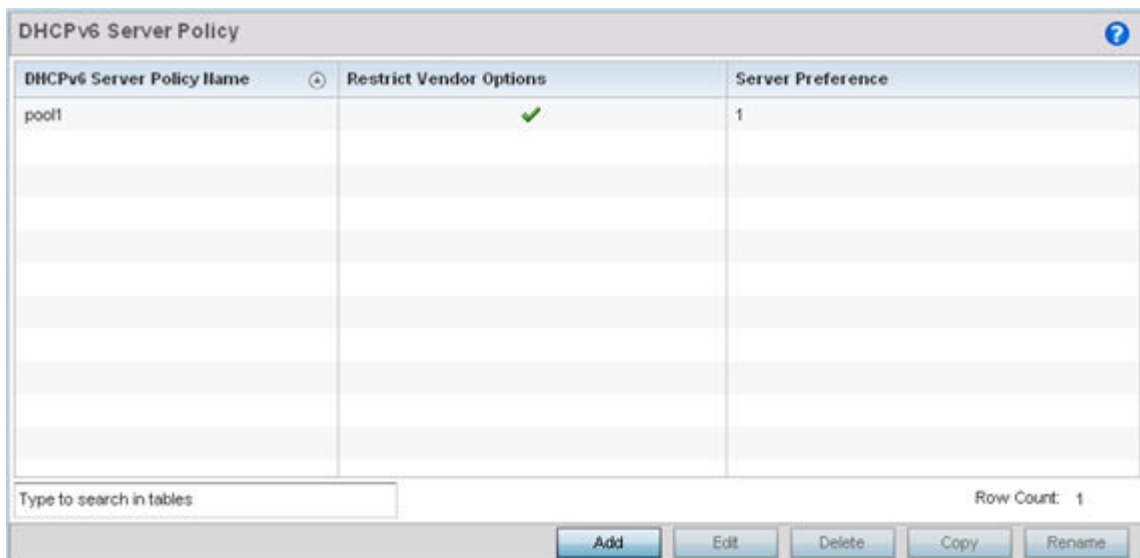 DHCPv6 Server Policy
?
DHCPv6 Server Policy Name Restrict Vendor Options Server Preference
pool1 1
Type to search in tables Row Count: 1
Add Edit Delete Copy Rename